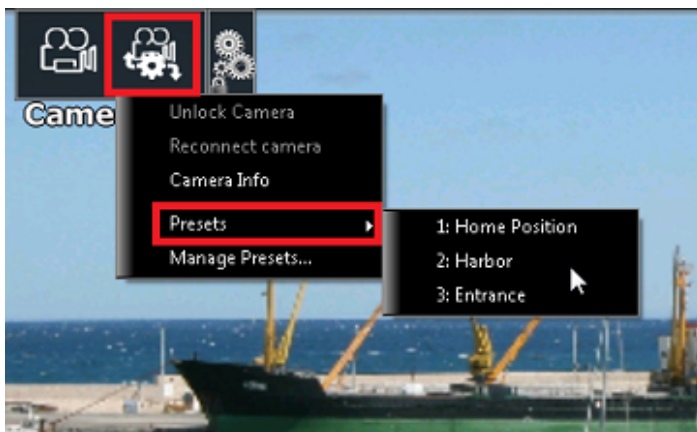 Came
Unlock Camera
Reconnect camera
Camera Info
Presets
Manage Presets...
1: Home Position
2: Harbor
3: Entrance